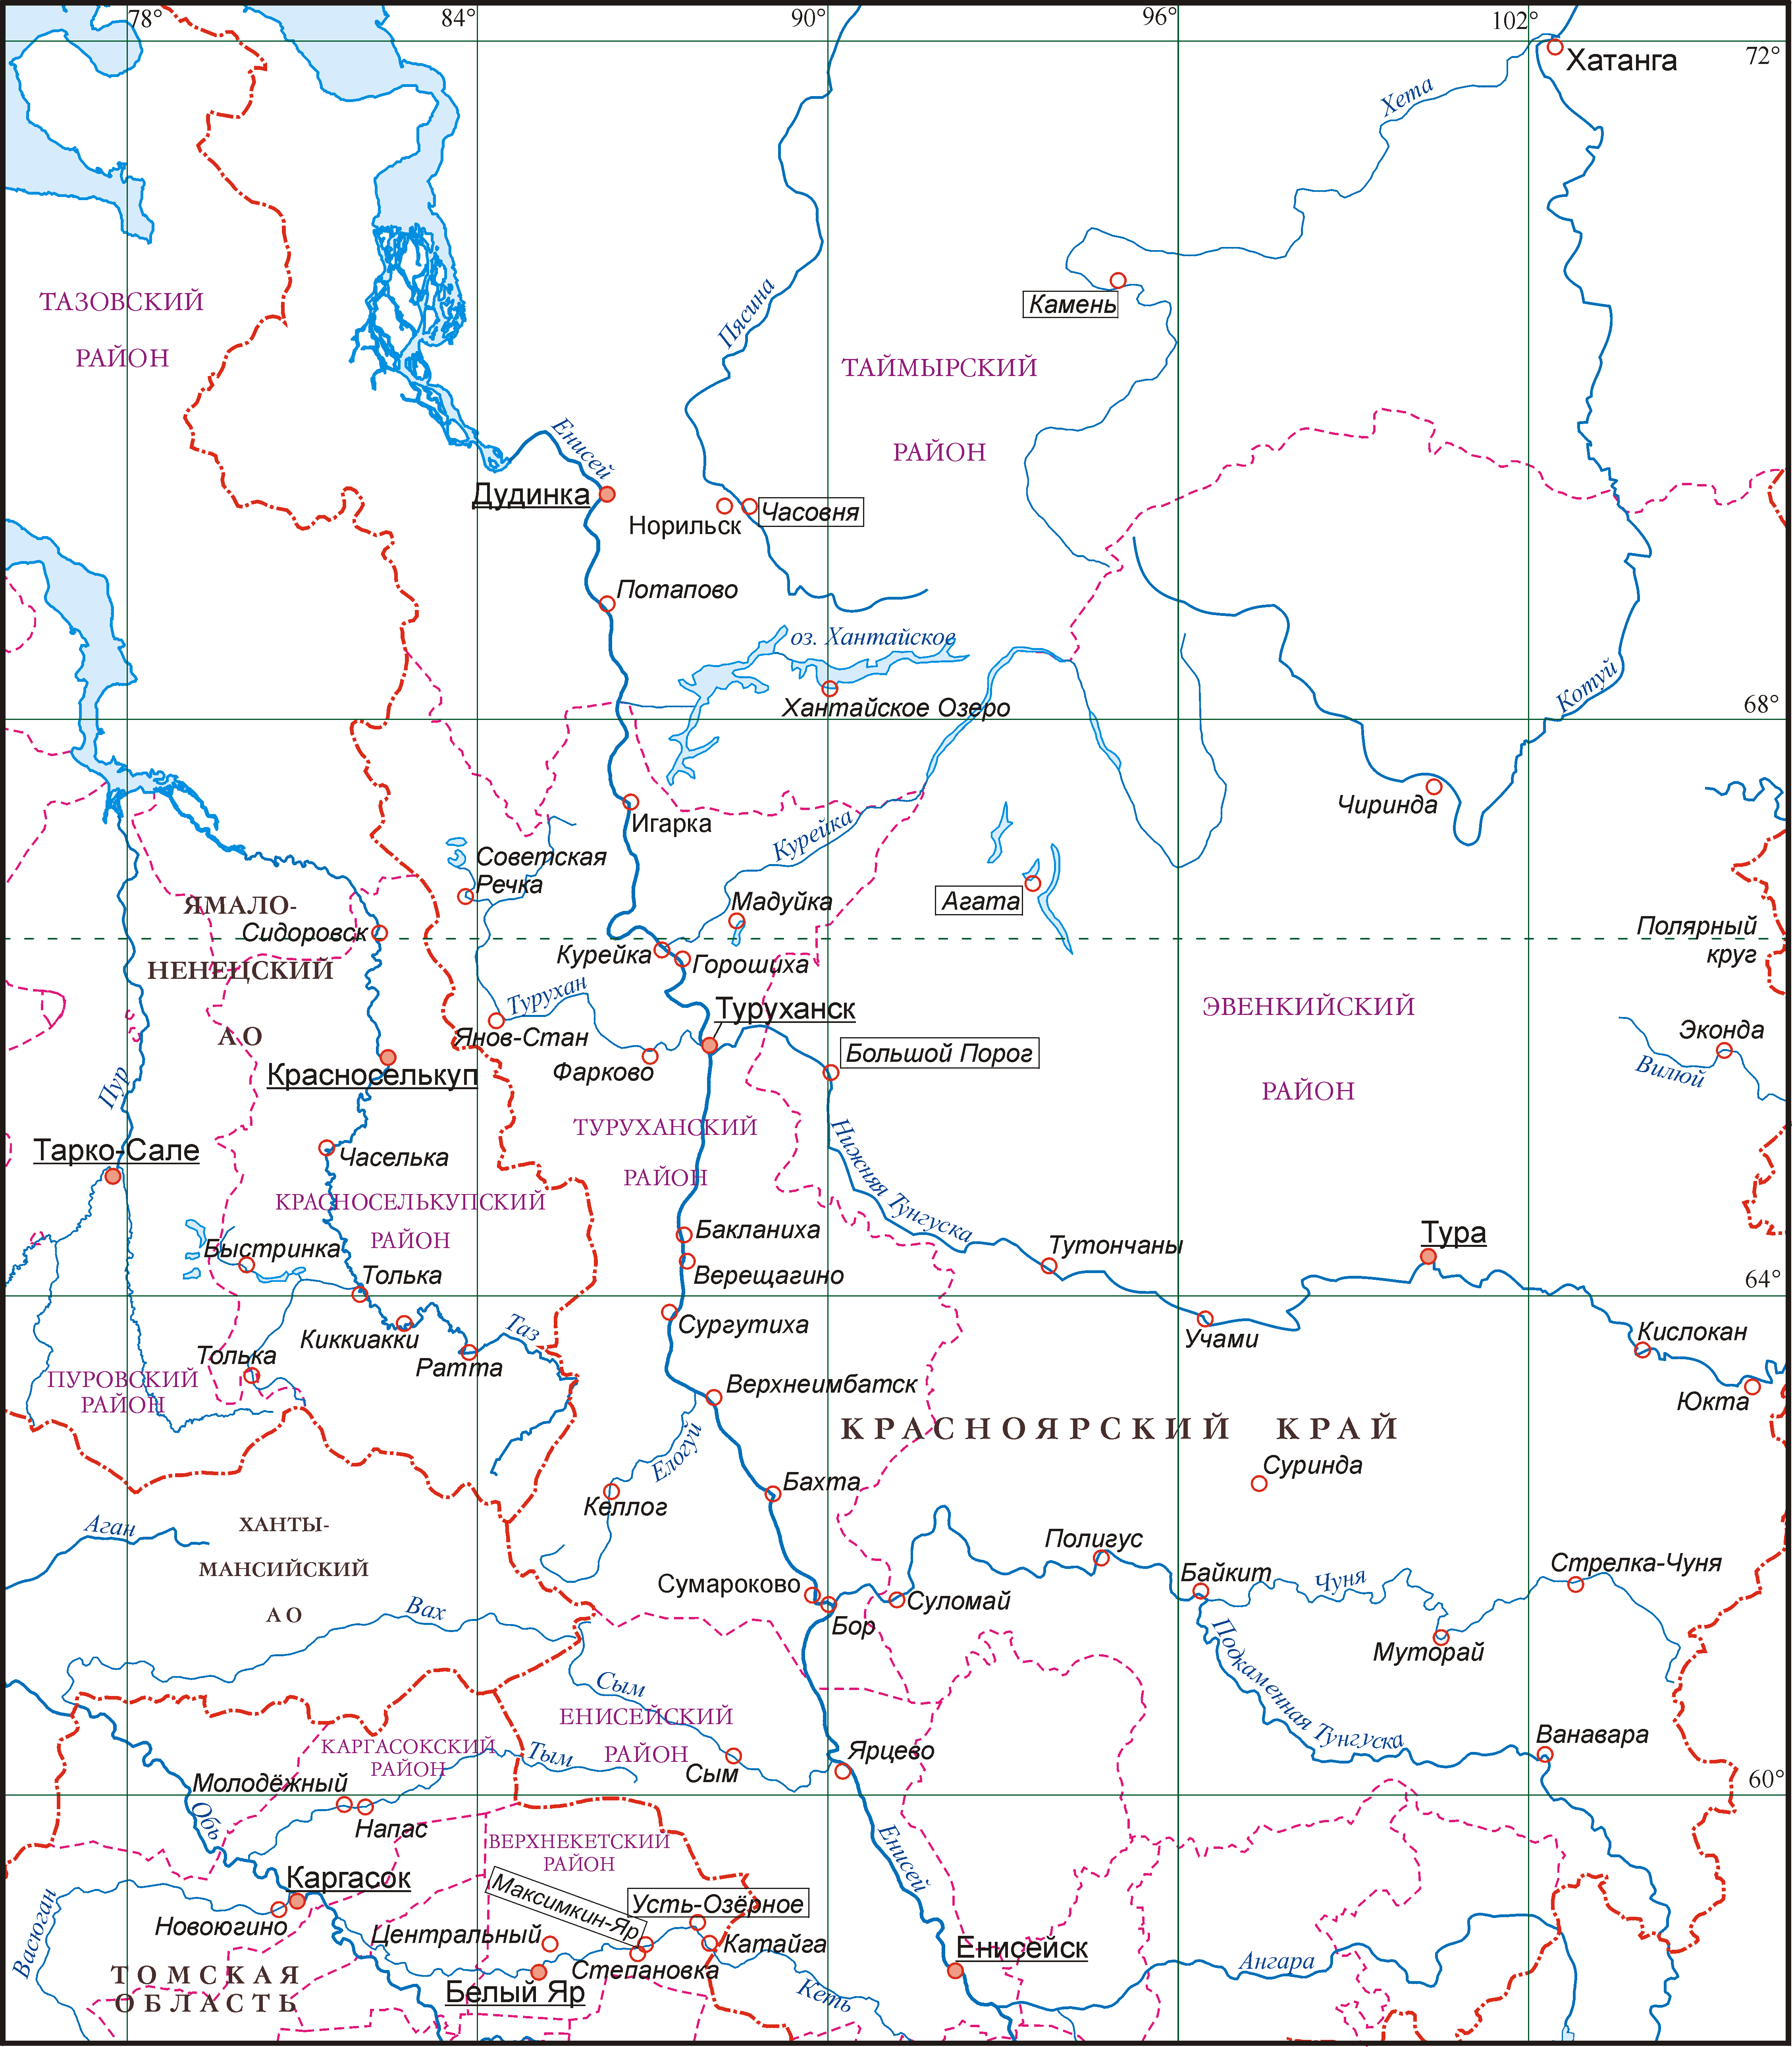 78°
84°
90°
96°
102°
72°
Хатанга
Хета
Камень
Пясина
ТАЗОВСКИЙ
РАЙОН
ТАЙМЫРСКИЙ
РАЙОН
Енисей
Дудинка
Норильск
Часовня
Потапово
оз. Хантайское
Хантайское Озеро
Котуй
68°
Чиринда
Игарка
Курейка
Советская
Речка
Мадуйка
Агата
ЯМАЛО-
НЕНЕЦСКИЙ
АО
Сидоровск
Полярный
круг
Курейка
Горошиха
Турухан
Янов-Стан
Фарково
Туруханск
Большой Порог
ЭВЕНКИЙСКИЙ
РАЙОН
Эконда
Вилюй
Красноселькуп
Пур
Тарко-Сале
Часелька
ТУРУХАНСКИЙ
РАЙОН
Нижняя Тунгуска
КРАСНОСЕЛЬКУПСКИЙ
РАЙОН
Бакланиха
Верещагино
Тутончаны
Тура
64°
Быстринка
Толька
Киккиакки
Ратта
Таз
Сургутиха
Учами
Кислокан
Юкта
Толька
ПУРОВСКИЙ
РАЙОН
Верхнеимбатск
КРАСНОЯРСКИЙ КРАЙ
Елогуй
Келлог
Бахта
Суринда
Аган
ХАНТЫ-
МАНСИЙСКИЙ
АО
Вах
Полигус
Байкит
Чуня
Стрелка-Чуня
Сумароково
Бор
Суломай
Муторай
Подкаменная Тунгуска
Ванавара
Сым
ЕНИСЕЙСКИЙ
РАЙОН
Сым
Ярцево
КАРГАСОКСКИЙ
РАЙОН
Тым
60°
Молодёжный
Напас
Обь
ВЕРХНЕКЕТСКИЙ
РАЙОН
Енисей
Каргасок
Новоюгино
Васюган
Максимкин-Яр
Усть-Озёрное
Центральный
Степановка
Катайга
Белый Яр
Кеть
Енисейск
Ангара
ТОМСКАЯ
ОБЛАСТЬ